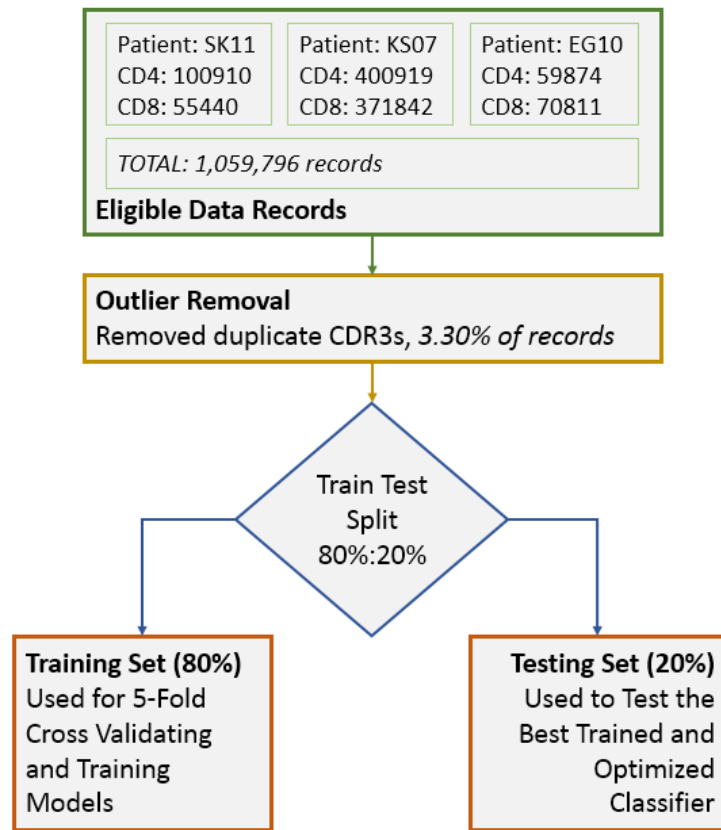 Patient: SK11
CD4: 100910
CD8: 55440
Patient: KS07
CD4: 400919
CD8: 371842
Patient: EG10
CD4: 59874
CD8: 70811
TOTAL: 1,059,796 records
Eligible Data Records
Outlier Removal
Removed duplicate CDR3s, 3.30% of records
Train Test
Split
80%:20%
Training Set (80%)
Used for 5-Fold
Cross Validating
and Training
Models
Testing Set (20%)
Used to Test the
Best Trained and
Optimized
Classifier